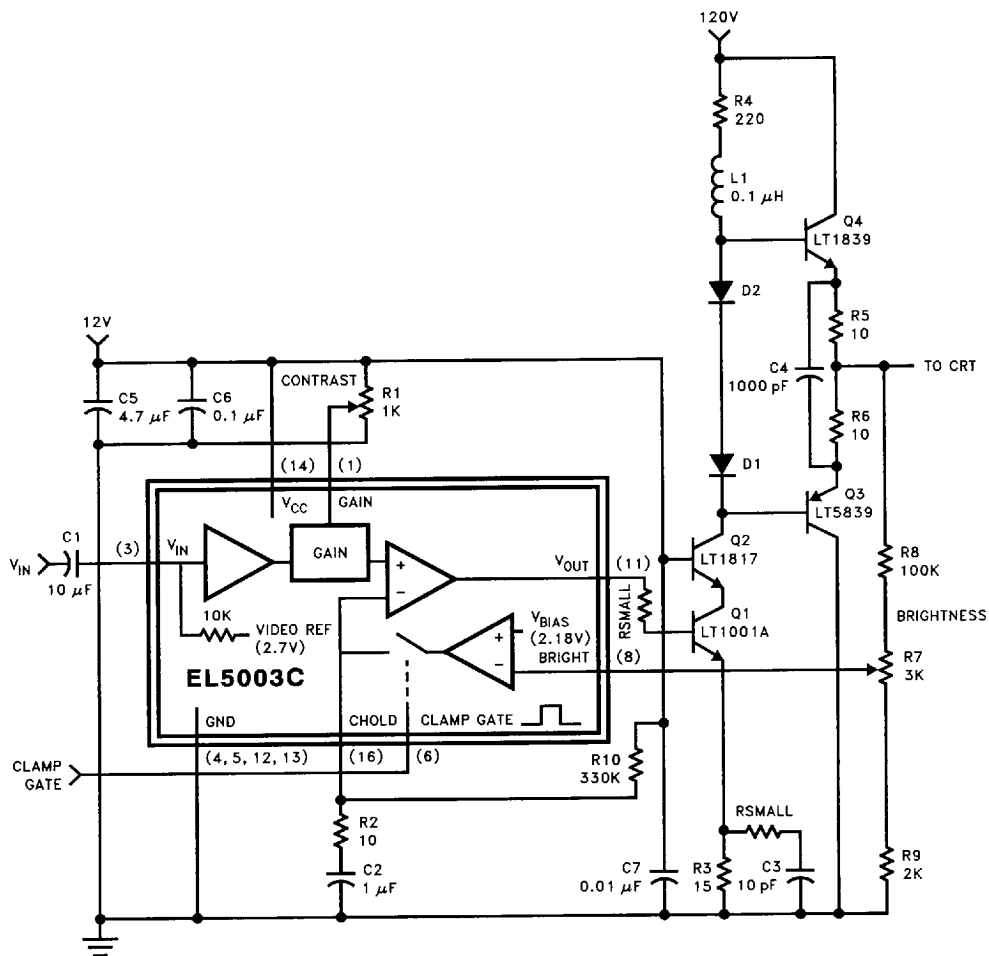 120V
R4
220
L1
0.1 μH
Q4
LT1839
D2
R5
10
C4
1000 pF
TO CRT
R6
10
12V
C5
4.7 μF
C6
0.1 μF
CONTRAST
R1
1K
(14)
(1)
D1
Q3
LT5839
VCC
GAIN
C1
VIN
10 μF
(3)
VIN
GAIN
+
−
VOUT
(11)
Q2
LT1817
R8
100K
10K
VIDEO REF
(2.7V)
RSMALL
Q1
LT1001A
BRIGHTNESS
VBIAS
(2.18V)
+
−
BRIGHT
(8)
R7
3K
EL5003C
GND
CHOLD
CLAMP GATE
(4, 5, 12, 13)
(16)
(6)
CLAMP
GATE
R10
330K
R2
10
C2
1 μF
RSMALL
C7
0.01 μF
R3
15
C3
10 pF
R9
2K